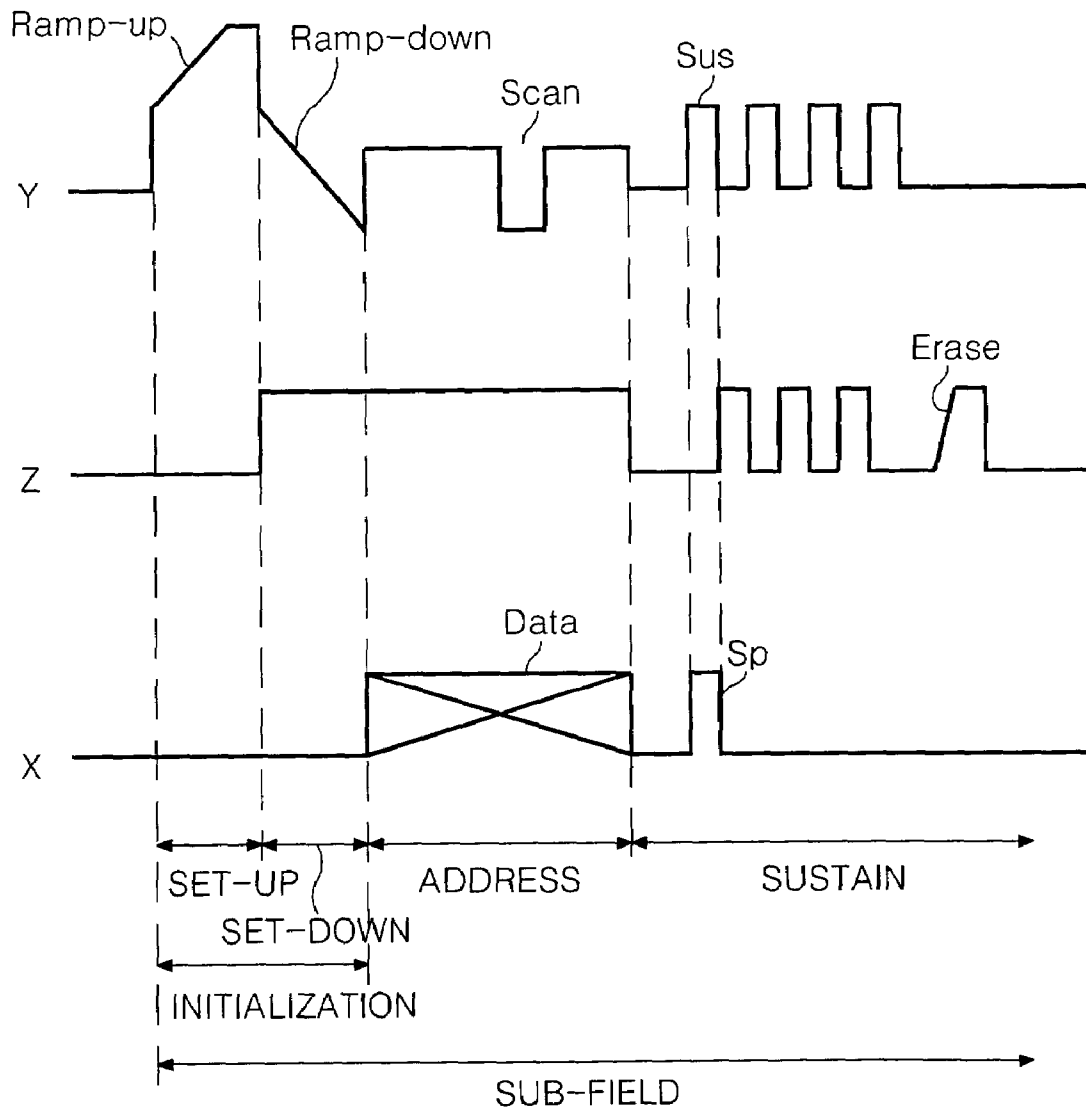 Ramp-up
Ramp-down
Sus
Scan
Y
Erase
Z
Data
Sp
X
SET-UP
ADDRESS
SUSTAIN
SET-DOWN
INITIALIZATION
SUB-FIELD